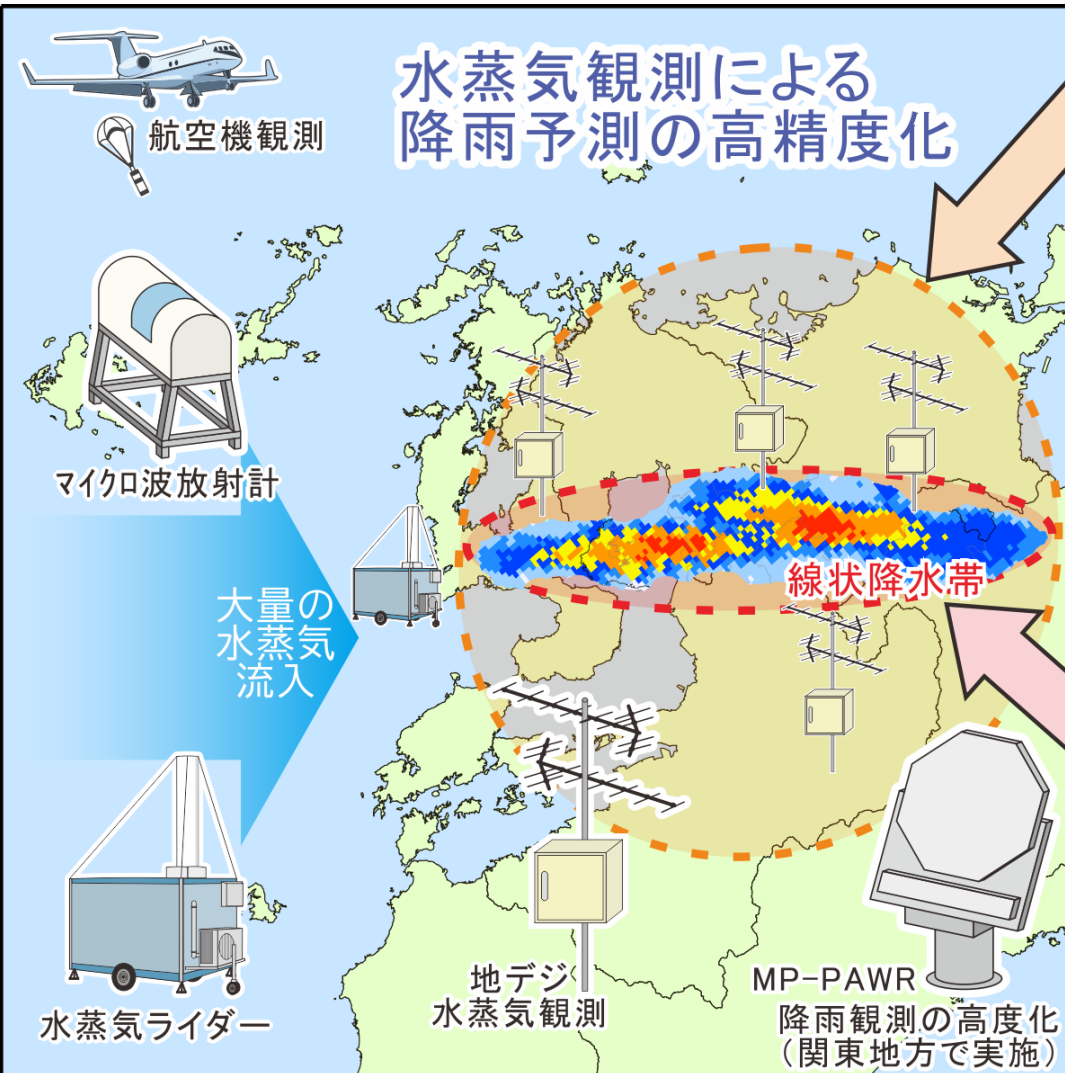 水蒸気観測による
降雨予測の高精度化
航空機観測
マイクロ波放射計
大量の
水蒸気
流入
線状降水帯
水蒸気ライダー
地デジ
水蒸気観測
MP-PAWR
降雨観測の高度化
(関東地方で実施)